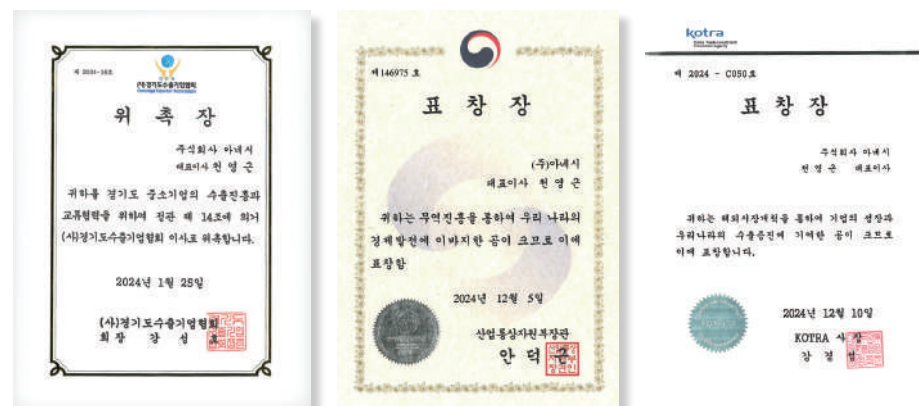 제 2024-16호
(사)경기도수출기업협회
위 촉 장
주식회사 아네시
대표이사 천 영 근
귀하를 경기도 중소기업의 수출진흥과
교류협력을 위하여 정관 제 14조에 의거
(사)경기도수출기업협회 이사로 위촉합니다.
2024년 1월 25일
(사)경기도수출기업협회
회 장 강 성
제 146975 호
표 창 장
(주)아네시
대표이사 천 영 근
귀하는 무역진흥을 통하여 우리 나라의
경제발전에 이바지한 공이 크므로 이에
표창함
2024년 12월 5일
산업통상자원부장관
안 덕 근
kotra
제 2024 - C050호
표 창 장
주식회사 아네시
천 영 근 대표이사
귀하는 해외시장개척을 통하여 기업의 성장과
우리나라의 수출증진에 기여한 공이 크므로
이에 표창합니다.
2024년 12월 10일
KOTRA 사 장
강 경 성